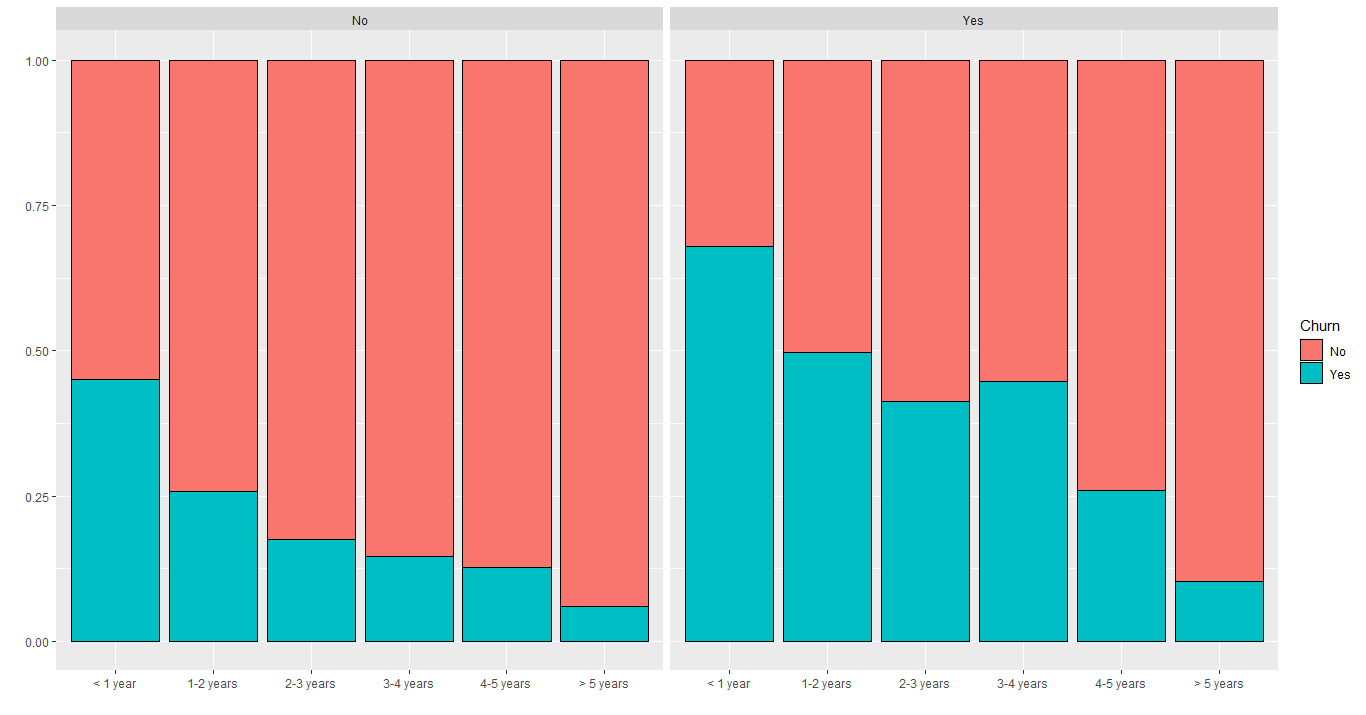 No
Yes
1.00
0.75
0.50
0.25
0.00
< 1 year
1-2 years
2-3 years
3-4 years
4-5 years
> 5 years
< 1 year
1-2 years
2-3 years
3-4 years
4-5 years
> 5 years
Churn
No
Yes